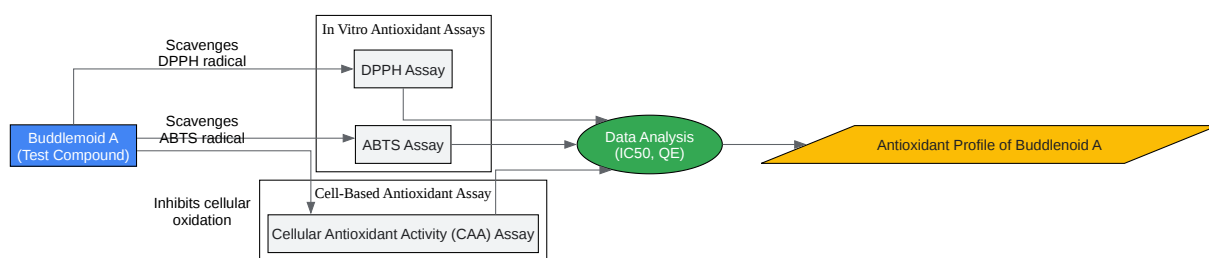 In Vitro Antioxidant Assays
Scavenges
DPPH radical
DPPH Assay
Buddlemoid A
(Test Compound)
Scavenges
ABTS radical
ABTS Assay
Data Analysis
(IC50, QE)
Antioxidant Profile of Buddlenoid A
Cell-Based Antioxidant Assay
Inhibits cellular
oxidation
Cellular Antioxidant Activity (CAA) Assay